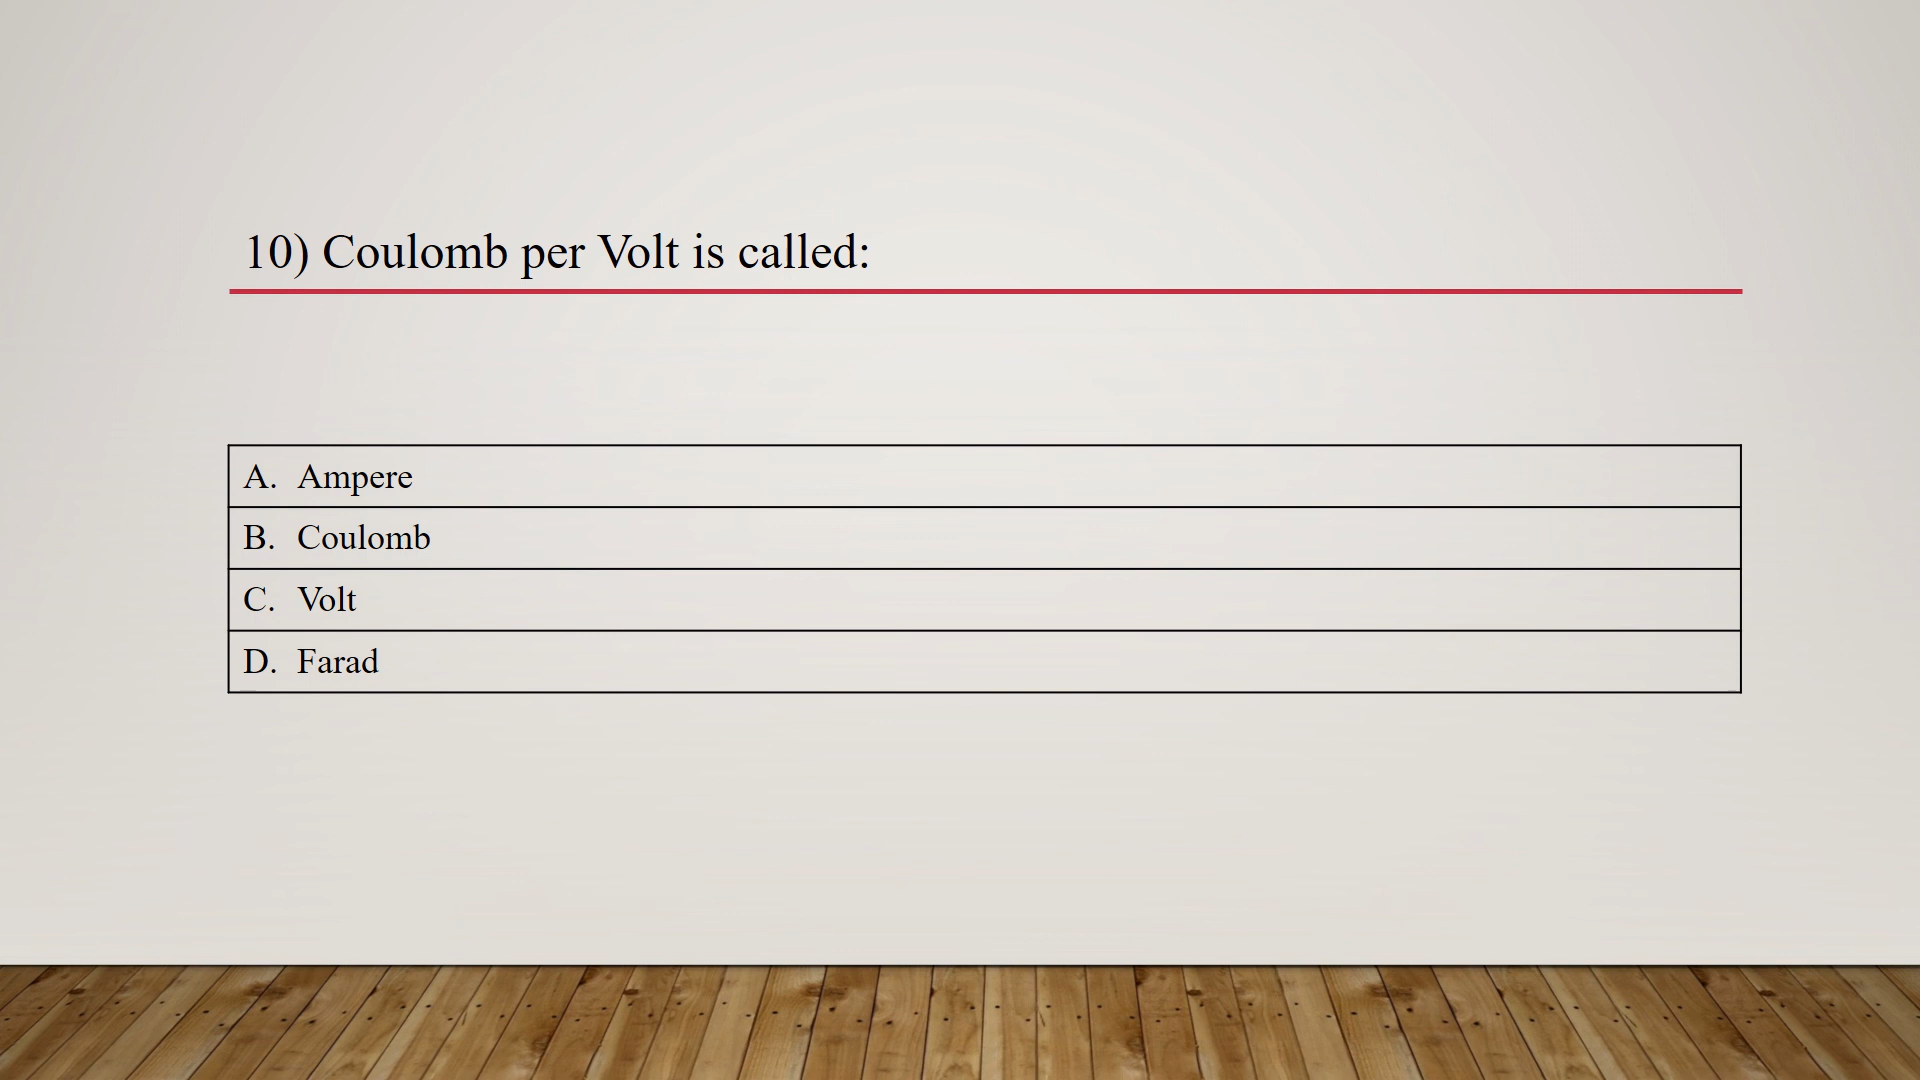 10) Coulomb per Volt is called:
A. Ampere
B. Coulomb
C. Volt
D. Farad